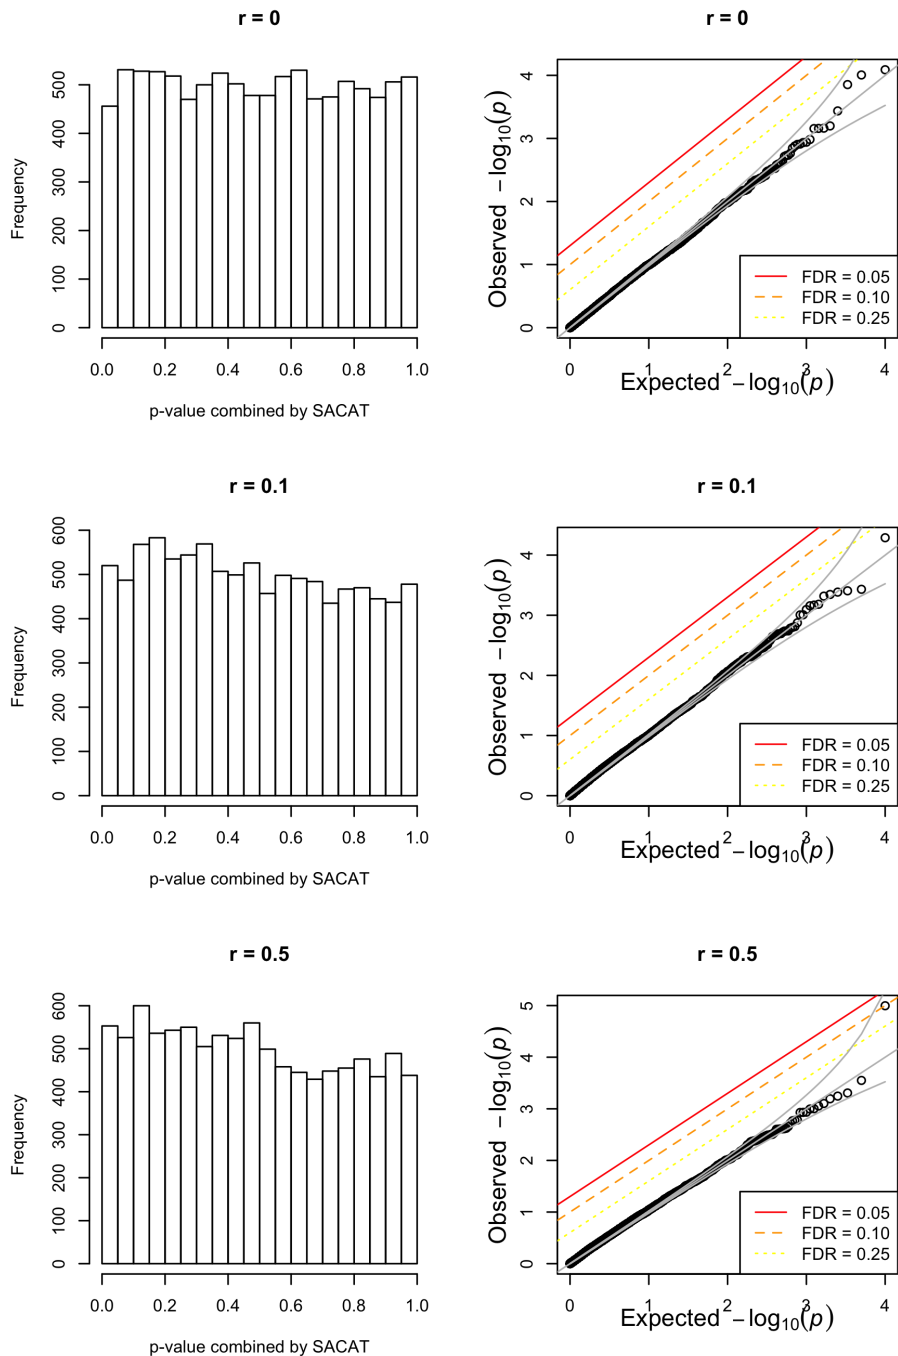 r = 0
r = 0
Frequency
0 100 200 300 400 500
0.0 0.2 0.4 0.6 0.8 1.0
p-value combined by SACAT
Observed −log10(p)
0 1 2 3 4
FDR = 0.05
FDR = 0.10
FDR = 0.25
0 1 2 3 4
Expected −log10(p)
r = 0.1
r = 0.1
Frequency
0 100 200 300 400 500 600
0.0 0.2 0.4 0.6 0.8 1.0
p-value combined by SACAT
Observed −log10(p)
0 1 2 3 4
FDR = 0.05
FDR = 0.10
FDR = 0.25
0 1 2 3 4
Expected −log10(p)
r = 0.5
r = 0.5
Frequency
0 100 200 300 400 500 600
0.0 0.2 0.4 0.6 0.8 1.0
p-value combined by SACAT
Observed −log10(p)
0 1 2 3 4 5
FDR = 0.05
FDR = 0.10
FDR = 0.25
0 1 2 3 4
Expected −log10(p)